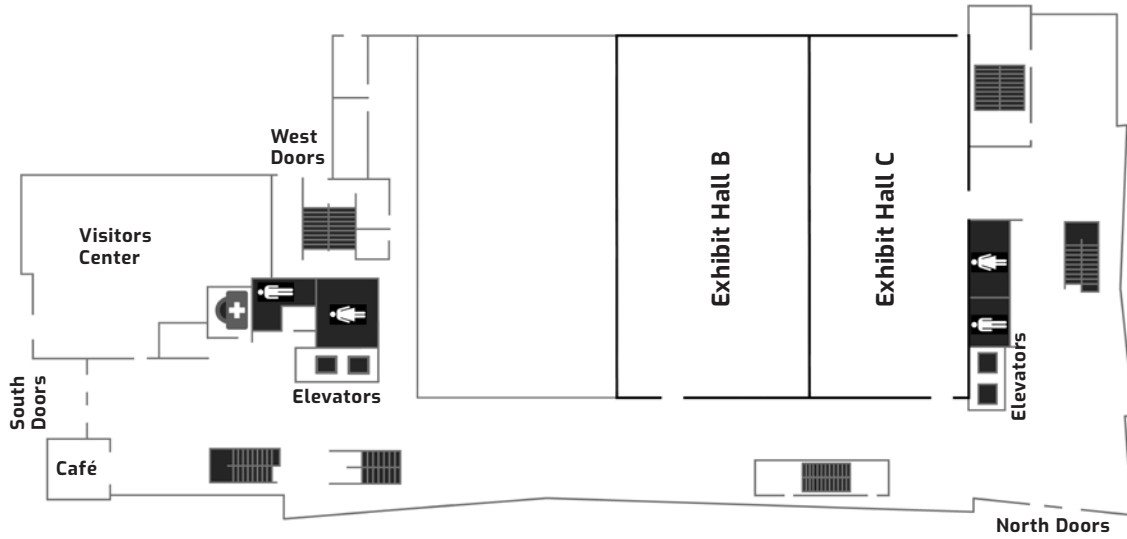 West
Doors
Visitors
Center
Exhibit Hall B
Exhibit Hall C
Elevators
Elevators
South
Doors
Café
North Doors